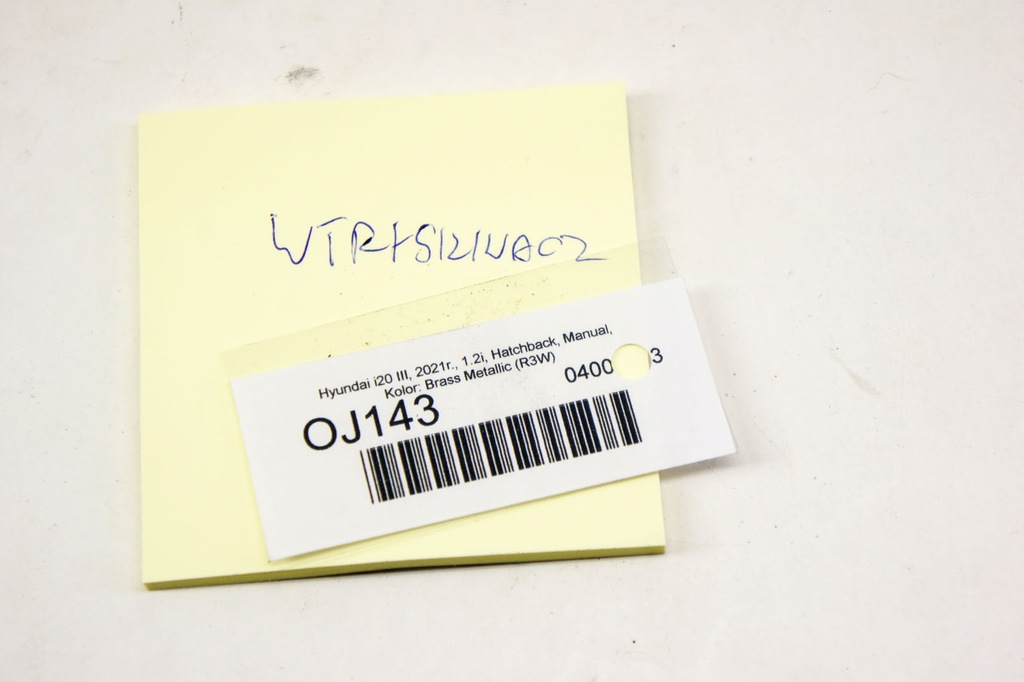 WTRYSKIWACZ
Hyundai i20 III, 2021r., 1.2i, Hatchback, Manual,
Kolor: Brass Metallic (R3W)
OJ143